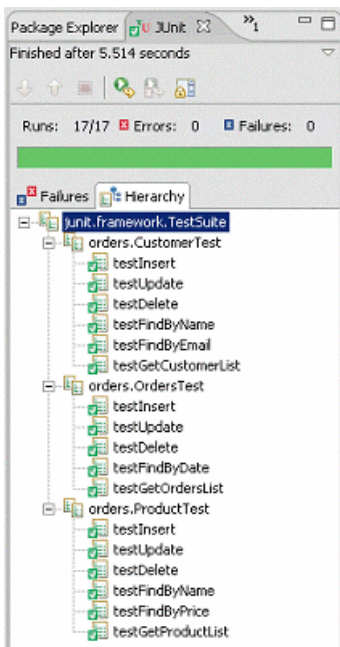 Package Explorer JUnit »1
Finished after 5.514 seconds
Runs: 17/17 Errors: 0 Failures: 0
Failures Hierarchy
junit.framework.TestSuite
orders.CustomerTest
testInsert
testUpdate
testDelete
testFindByName
testFindByEmail
testGetCustomerList
orders.OrdersTest
testInsert
testUpdate
testDelete
testFindByDate
testGetOrdersList
orders.ProductTest
testInsert
testUpdate
testDelete
testFindByName
testFindByPrice
testGetProductList